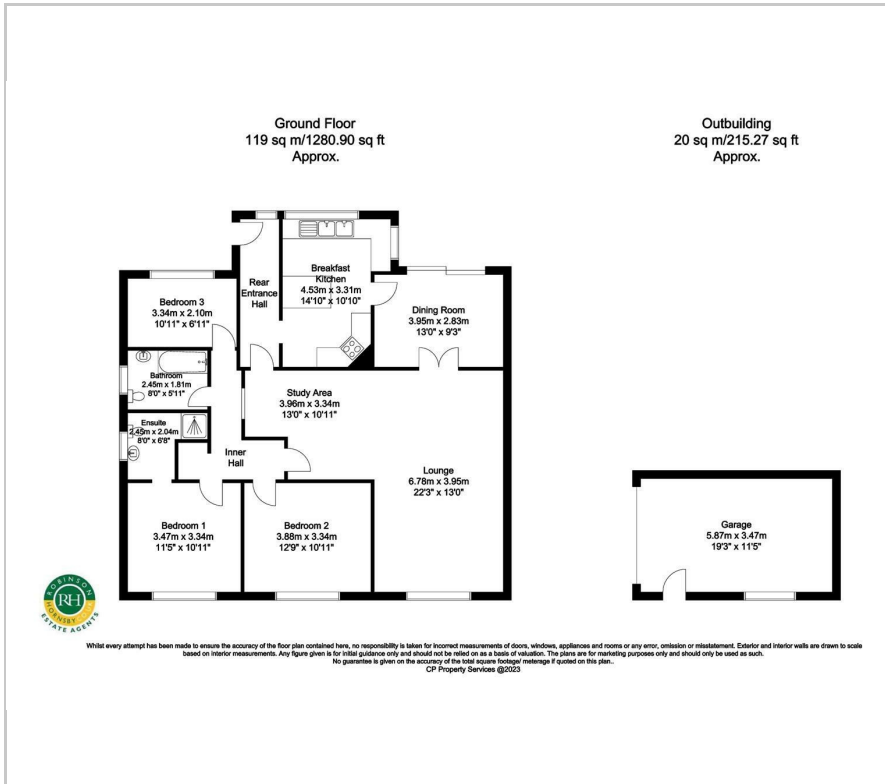 Ground Floor
119 sq m/1280.90 sq ft
Approx.
Outbuilding
20 sq m/215.27 sq ft
Approx.
Rear
Entrance
Hall
Breakfast
Kitchen
4.53m x 3.31m
14'10" x 10'10"
Bedroom 3
3.34m x 2.10m
10'11" x 6'11"
Dining Room
3.95m x 2.83m
13'0" x 9'3"
Bathroom
2.45m x 1.81m
8'0" x 5'11"
Study Area
3.96m x 3.34m
13'0" x 10'11"
Ensuite
2.45m x 2.04m
8'0" x 6'8"
Inner
Hall
Lounge
6.78m x 3.95m
22'3" x 13'0"
Bedroom 1
3.47m x 3.34m
11'5" x 10'11"
Bedroom 2
3.88m x 3.34m
12'9" x 10'11"
Garage
5.87m x 3.47m
19'3" x 11'5"
ROBINSON
RH
HORNSBY
ESTATE AGENTS
Whilst every attempt has been made to ensure the accuracy of the floor plan contained here, no responsibility is taken for incorrect measurements of doors, windows, appliances and rooms or any error, omission or misstatement. Exterior and interior walls are drawn to scale
based on interior measurements. Any figure given is for initial guidance only and should not be relied on as a basis of valuation. The plans are for marketing purposes only and should only be used as such.
No guarantee is given on the accuracy of the total square footage/ meterage if quoted on this plan..
CP Property Services @2023